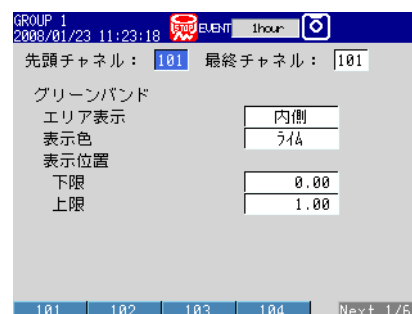 GROUP 1
2008/01/23 11:23:18 STOP EVENT 1hour
先頭チャネル： 101 最終チャネル： 101
グリーンバンド
エリア表示 内側
表示色 ﾗｲﾑ
表示位置
下限 0.00
上限 1.00
101 102 103 104 Next 1/6